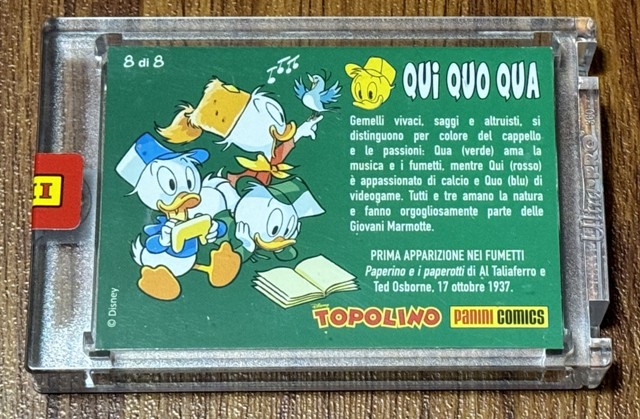 8 di 8
QUi QUO QUA
Gemelli vivaci, saggi e altruisti, si
distinguono per colore del cappello
e le passioni: Qua (verde) ama la
musica e i fumetti, mentre Qui (rosso)
è appassionato di calcio e Quo (blu) di
videogame. Tutti e tre amano la natura
e fanno orgogliosamente parte delle
Giovani Marmotte.
PRIMA APPARIZIONE NEI FUMETTI
Paperino e i paperotti di Al Taliaferro e
Ted Osborne, 17 ottobre 1937.
© Disney
Disney
TOPOLINO
PANINI COMICS
UltraPRO